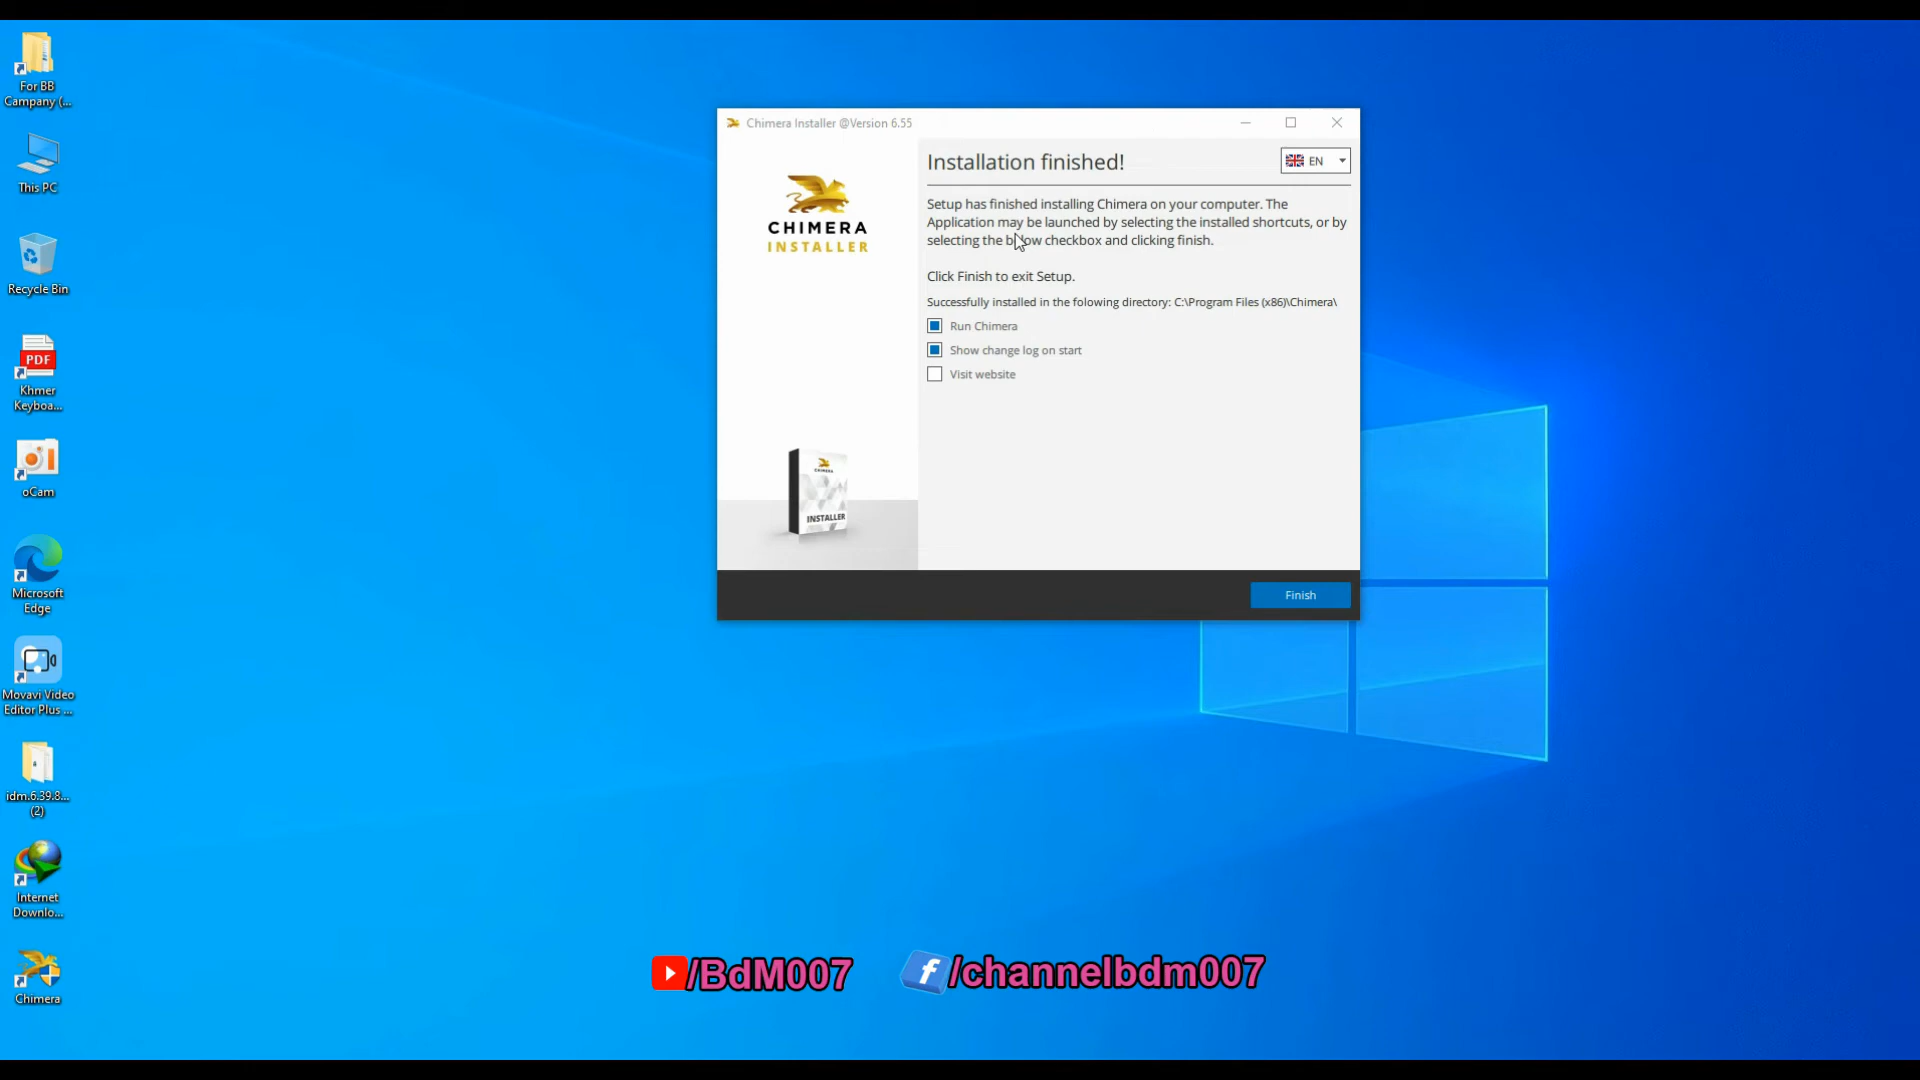 For BB
Campany (...
This PC
Recycle Bin
PDF
Khmer
Keyboa...
oCam
Microsoft
Edge
Movavi Video
Editor Plus ...
idm.6.39.8...
(2)
Internet
Downlo...
Chimera
Chimera Installer @Version 6.55
CHIMERA
INSTALLER
INSTALLER
Installation finished!
EN
Setup has finished installing Chimera on your computer. The
Application may be launched by selecting the installed shortcuts, or by
selecting the below checkbox and clicking finish.
Click Finish to exit Setup.
Successfully installed in the folowing directory: C:\Program Files (x86)\Chimera\
Run Chimera
Show change log on start
Visit website
Finish
/BdM007
/channelbdm007